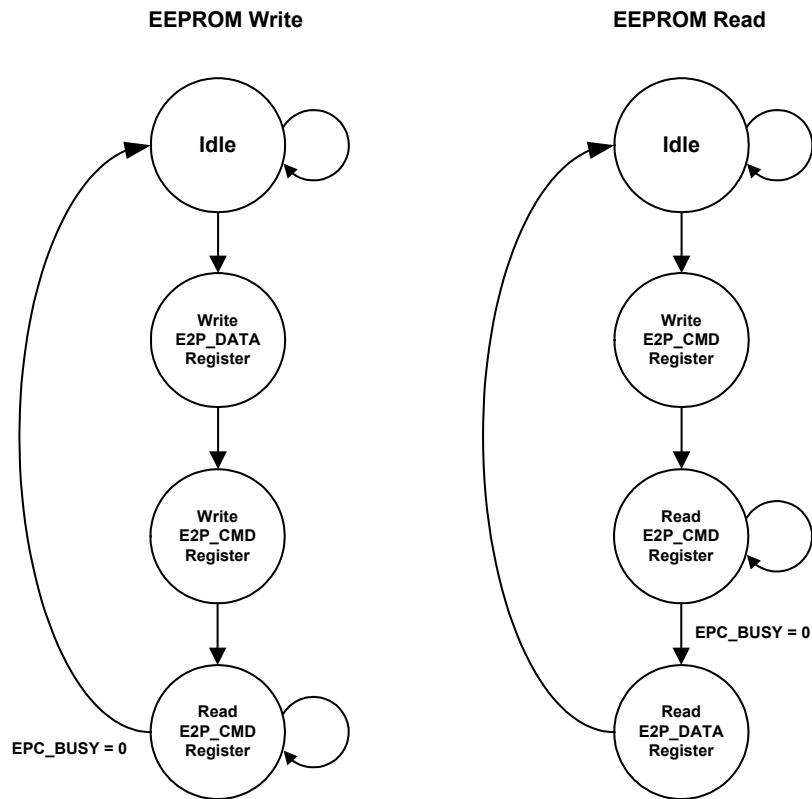 EEPROM Write
Idle
Write
E2P_DATA
Register
Write
E2P_CMD
Register
Read
E2P_CMD
Register
EPC_BUSY = 0
EEPROM Read
Idle
Write
E2P_CMD
Register
Read
E2P_CMD
Register
EPC_BUSY = 0
Read
E2P_DATA
Register